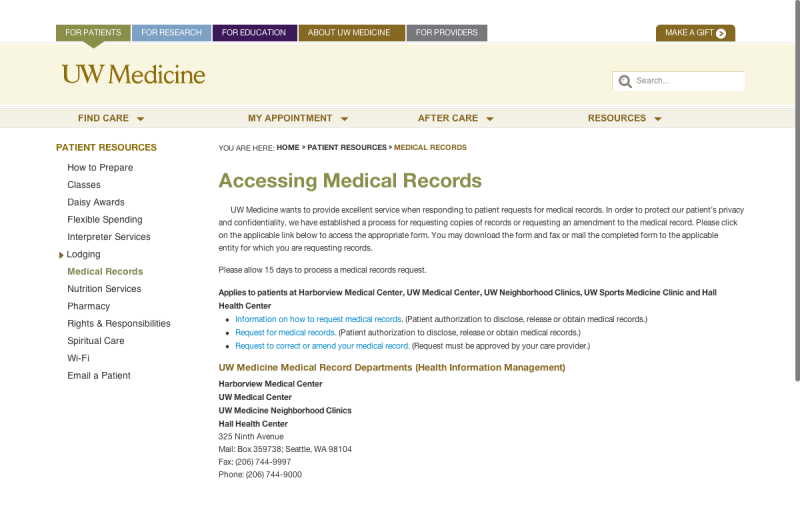 FOR PATIENTS FOR RESEARCH FOR EDUCATION ABOUT UW MEDICINE FOR PROVIDERS MAKE A GIFT
UW Medicine
Search...
FIND CARE MY APPOINTMENT AFTER CARE RESOURCES
PATIENT RESOURCES
How to Prepare
Classes
Daisy Awards
Flexible Spending
Interpreter Services
Lodging
Medical Records
Nutrition Services
Pharmacy
Rights & Responsibilities
Spiritual Care
Wi-Fi
Email a Patient
YOU ARE HERE: HOME » PATIENT RESOURCES » MEDICAL RECORDS
Accessing Medical Records
UW Medicine wants to provide excellent service when responding to patient requests for medical records. In order to protect our patient's privacy
and confidentiality, we have established a process for requesting copies of records or requesting an amendment to the medical record. Please click
on the applicable link below to access the appropriate form. You may download the form and fax or mail the completed form to the applicable
entity for which you are requesting records.
Please allow 15 days to process a medical records request.
Applies to patients at Harborview Medical Center, UW Medical Center, UW Neighborhood Clinics, UW Sports Medicine Clinic and Hall
Health Center
• Information on how to request medical records. (Patient authorization to disclose, release or obtain medical records.)
• Request for medical records. (Patient authorization to disclose, release or obtain medical records.)
• Request to correct or amend your medical record. (Request must be approved by your care provider.)
UW Medicine Medical Record Departments (Health Information Management)
Harborview Medical Center
UW Medical Center
UW Medicine Neighborhood Clinics
Hall Health Center
325 Ninth Avenue
Mail: Box 359738; Seattle, WA 98104
Fax: (206) 744-9997
Phone: (206) 744-9000